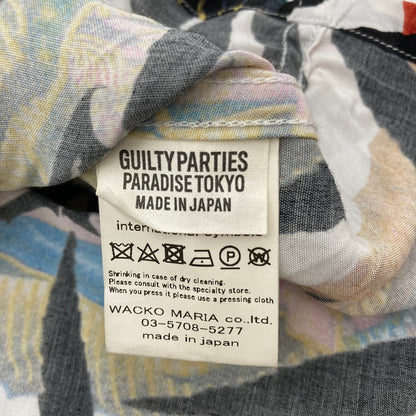 GUILTY PARTIES
PARADISE TOKYO
MADE IN JAPAN
international
Shrinking in case of dry cleaning.
Please consult with the specialty store.
When you press it please use a pressing cloth
WACKO MARIA co.,ltd.
03-5708-5277
made in japan